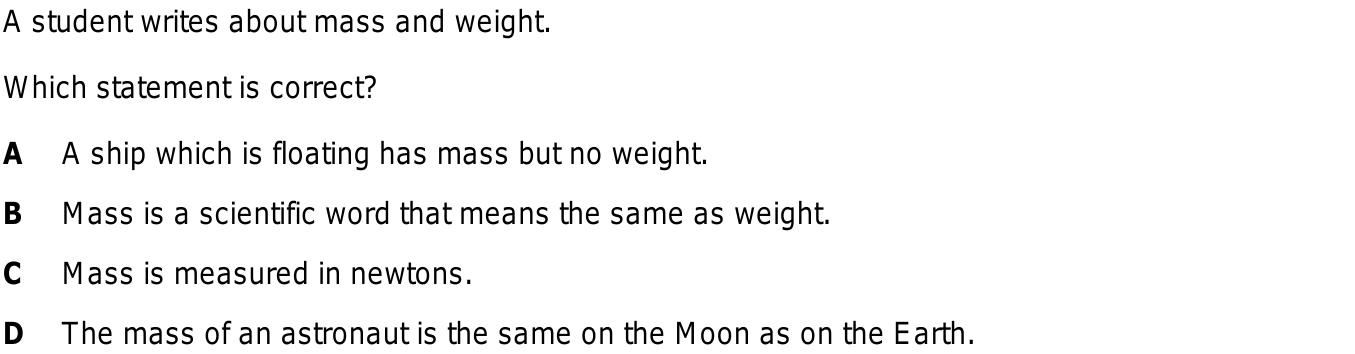 A student writes about mass and weight.
Which statement is correct?
A A ship which is floating has mass but no weight.
B Mass is a scientific word that means the same as weight.
C Mass is measured in newtons.
D The mass of an astronaut is the same on the Moon as on the Earth.